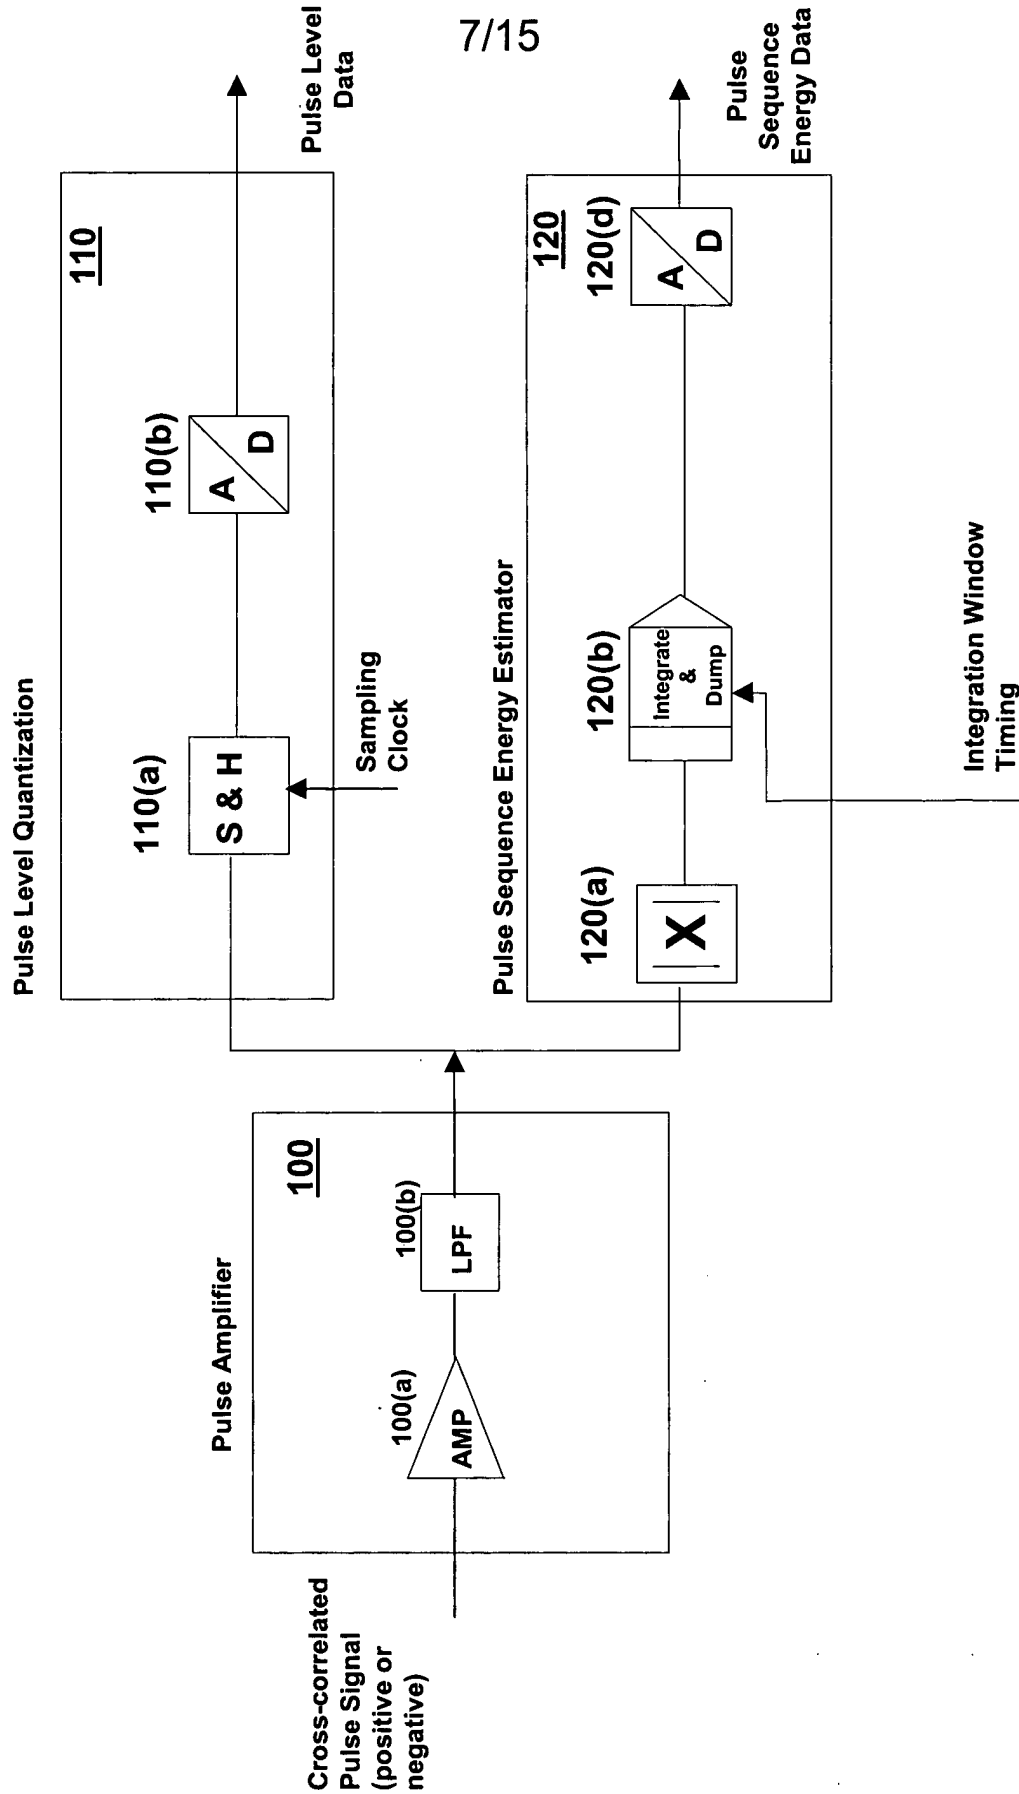 7/15
Cross-correlated
Pulse Signal
(positive or
negative)
Pulse Amplifier
100
100(a)
AMP
100(b)
LPF
Pulse Level Quantization
110
110(a)
S & H
Sampling
Clock
110(b)
A
D
Pulse Level
Data
Pulse Sequence Energy Estimator
120
120(a)
|X|
120(b)
Integrate
&
Dump
Integration Window
Timing
120(d)
A
D
Pulse
Sequence
Energy Data